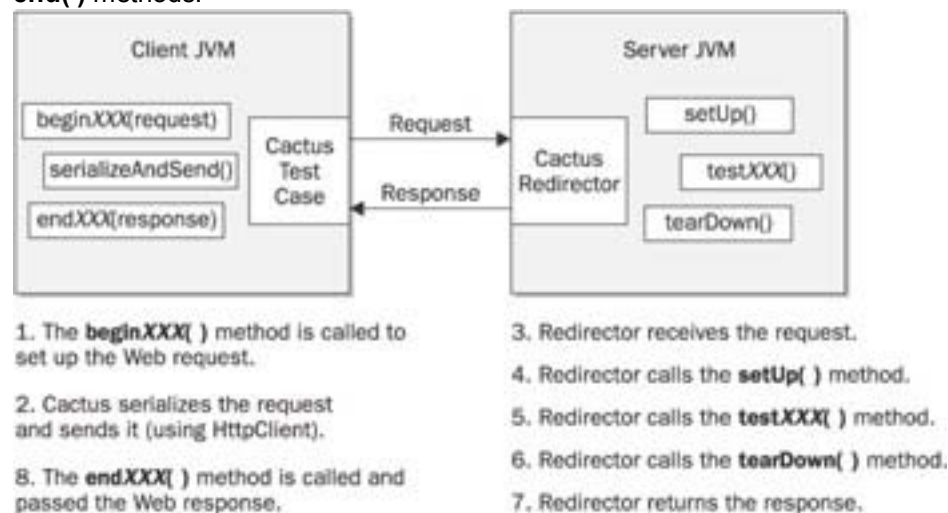 end( ) methods.
Client JVM
beginXXX(request)
serializeAndSend()
endXXX(response)
Cactus
Test
Case
Request
Response
Server JVM
Cactus
Redirector
setUp()
testXXX()
tearDown()
1. The beginXXX( ) method is called to
set up the Web request.
2. Cactus serializes the request
and sends it (using HttpClient).
8. The endXXX( ) method is called and
passed the Web response.
3. Redirector receives the request.
4. Redirector calls the setUp( ) method.
5. Redirector calls the testXXX( ) method.
6. Redirector calls the tearDown( ) method.
7. Redirector returns the response.